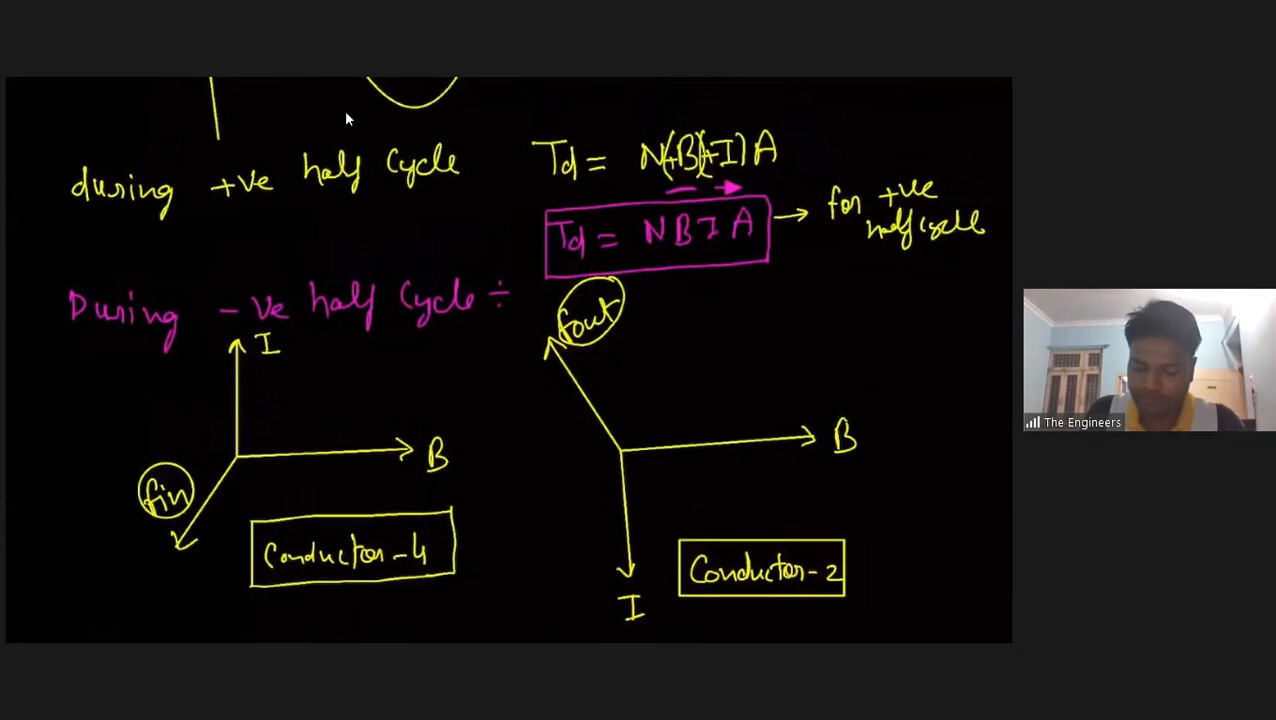 during +ve half Cycle
Td = N(+B)(+I) A
Td = NBIA → for +ve
half cycle
During -ve half Cycle ÷
I
B
fin
Conductor-4
fout
B
I
Conductor-2
The Engineers